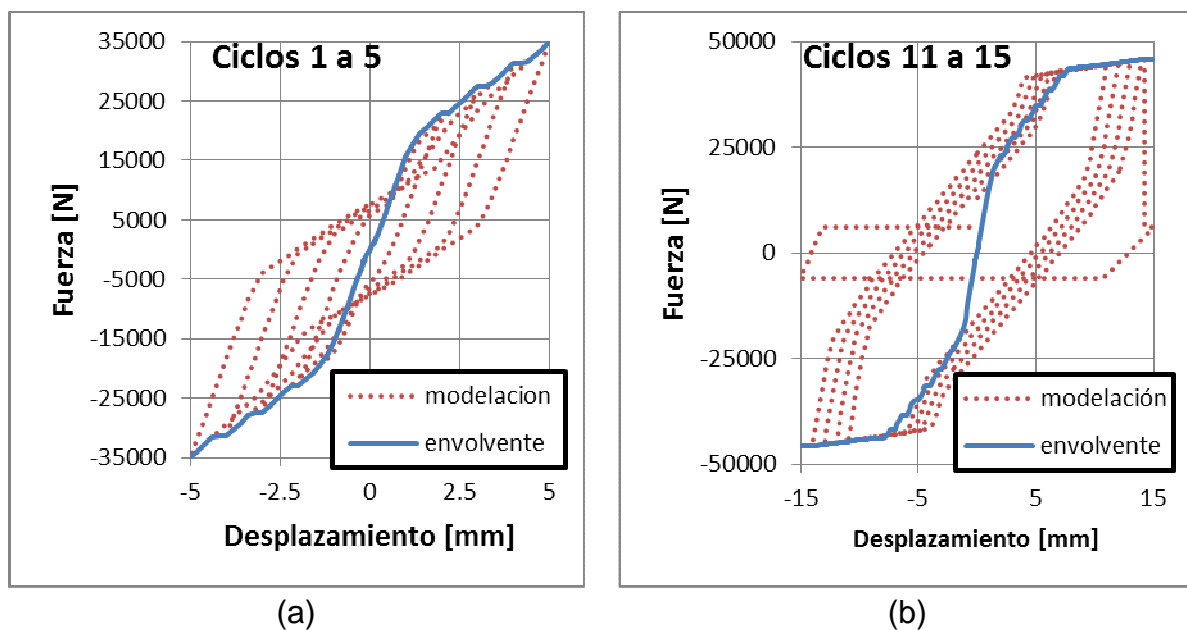 Ciclos 1 a 5
35000
25000
15000
5000
-5000
-15000
-25000
-35000
Fuerza [N]
-5
-2.5
0
2.5
5
Desplazamiento [mm]
modelacion
envolvente
(a)
Ciclos 11 a 15
50000
25000
0
-25000
-50000
Fuerza [N]
-15
-5
5
15
Desplazamiento [mm]
modelación
envolvente
(b)